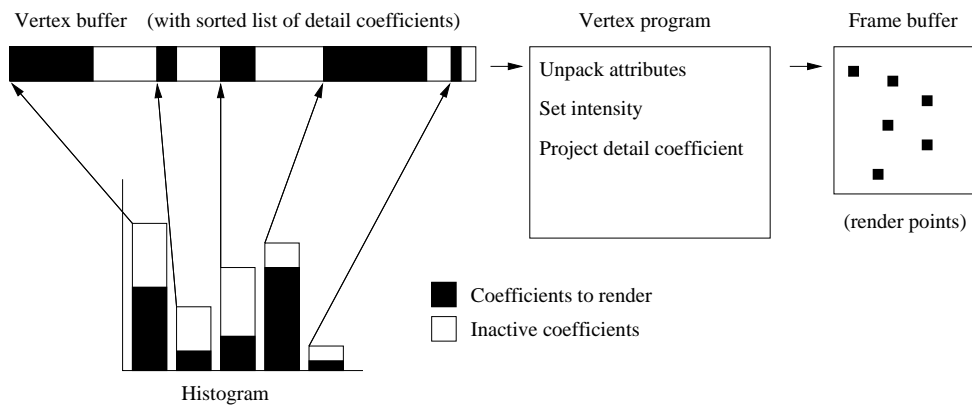 Vertex buffer (with sorted list of detail coefficients)
Vertex program
Frame buffer
Unpack attributes
Set intensity
Project detail coefficient
(render points)
Coefficients to render
Inactive coefficients
Histogram